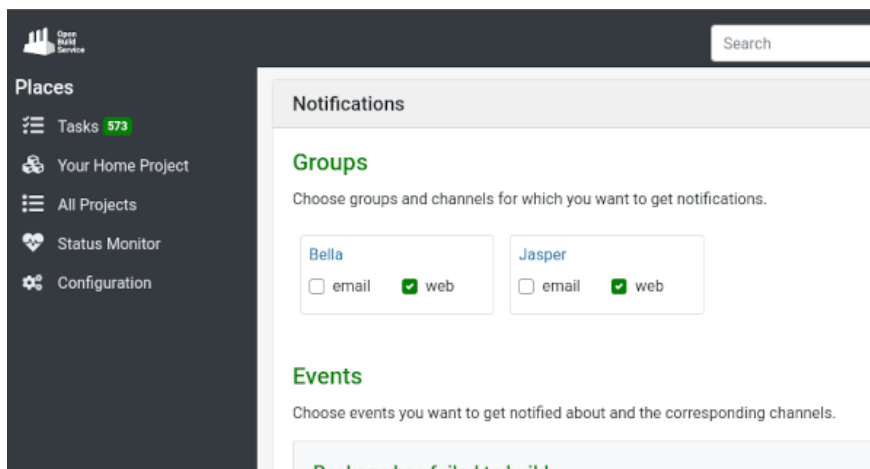 Open
Build
Service
Search
Places
Tasks 573
Your Home Project
All Projects
Status Monitor
Configuration
Notifications
Groups
Choose groups and channels for which you want to get notifications.
Bella
email web
Jasper
email web
Events
Choose events you want to get notified about and the corresponding channels.